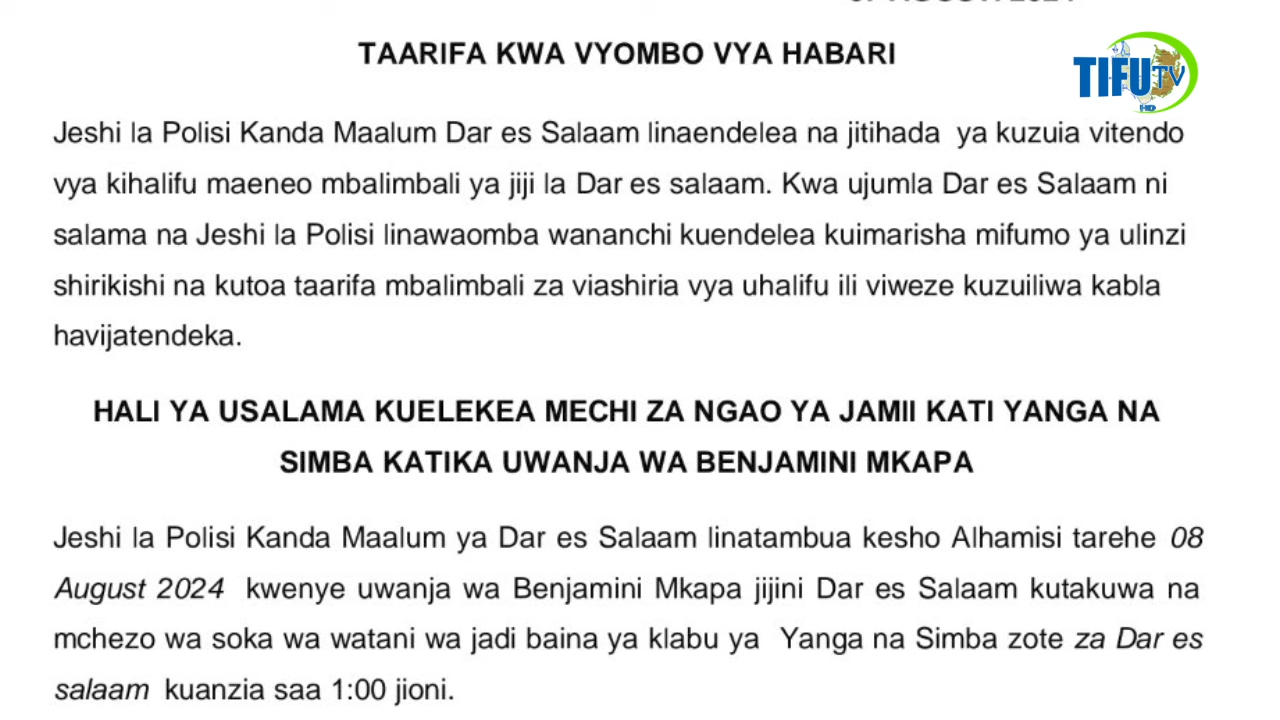 TAARIFA KWA VYOMBO VYA HABARI
TIFU TV
Jeshi la Polisi Kanda Maalum Dar es Salaam linaendelea na jitihada ya kuzuia vitendo
vya kihalifu maeneo mbalimbali ya jiji la Dar es salaam. Kwa ujumla Dar es Salaam ni
salama na Jeshi la Polisi linawaomba wananchi kuendelea kuimarisha mifumo ya ulinzi
shirikishi na kutoa taarifa mbalimbali za viashiria vya uhalifu ili viweze kuzuiliwa kabla
havijatendeka.
HALI YA USALAMA KUELEKEA MECHI ZA NGAO YA JAMII KATI YANGA NA
SIMBA KATIKA UWANJA WA BENJAMINI MKAPA
Jeshi la Polisi Kanda Maalum ya Dar es Salaam linatambua kesho Alhamisi tarehe 08
August 2024 kwenye uwanja wa Benjamini Mkapa jijini Dar es Salaam kutakuwa na
mchezo wa soka wa watani wa jadi baina ya klabu ya Yanga na Simba zote za Dar es
salaam kuanzia saa 1:00 jioni.